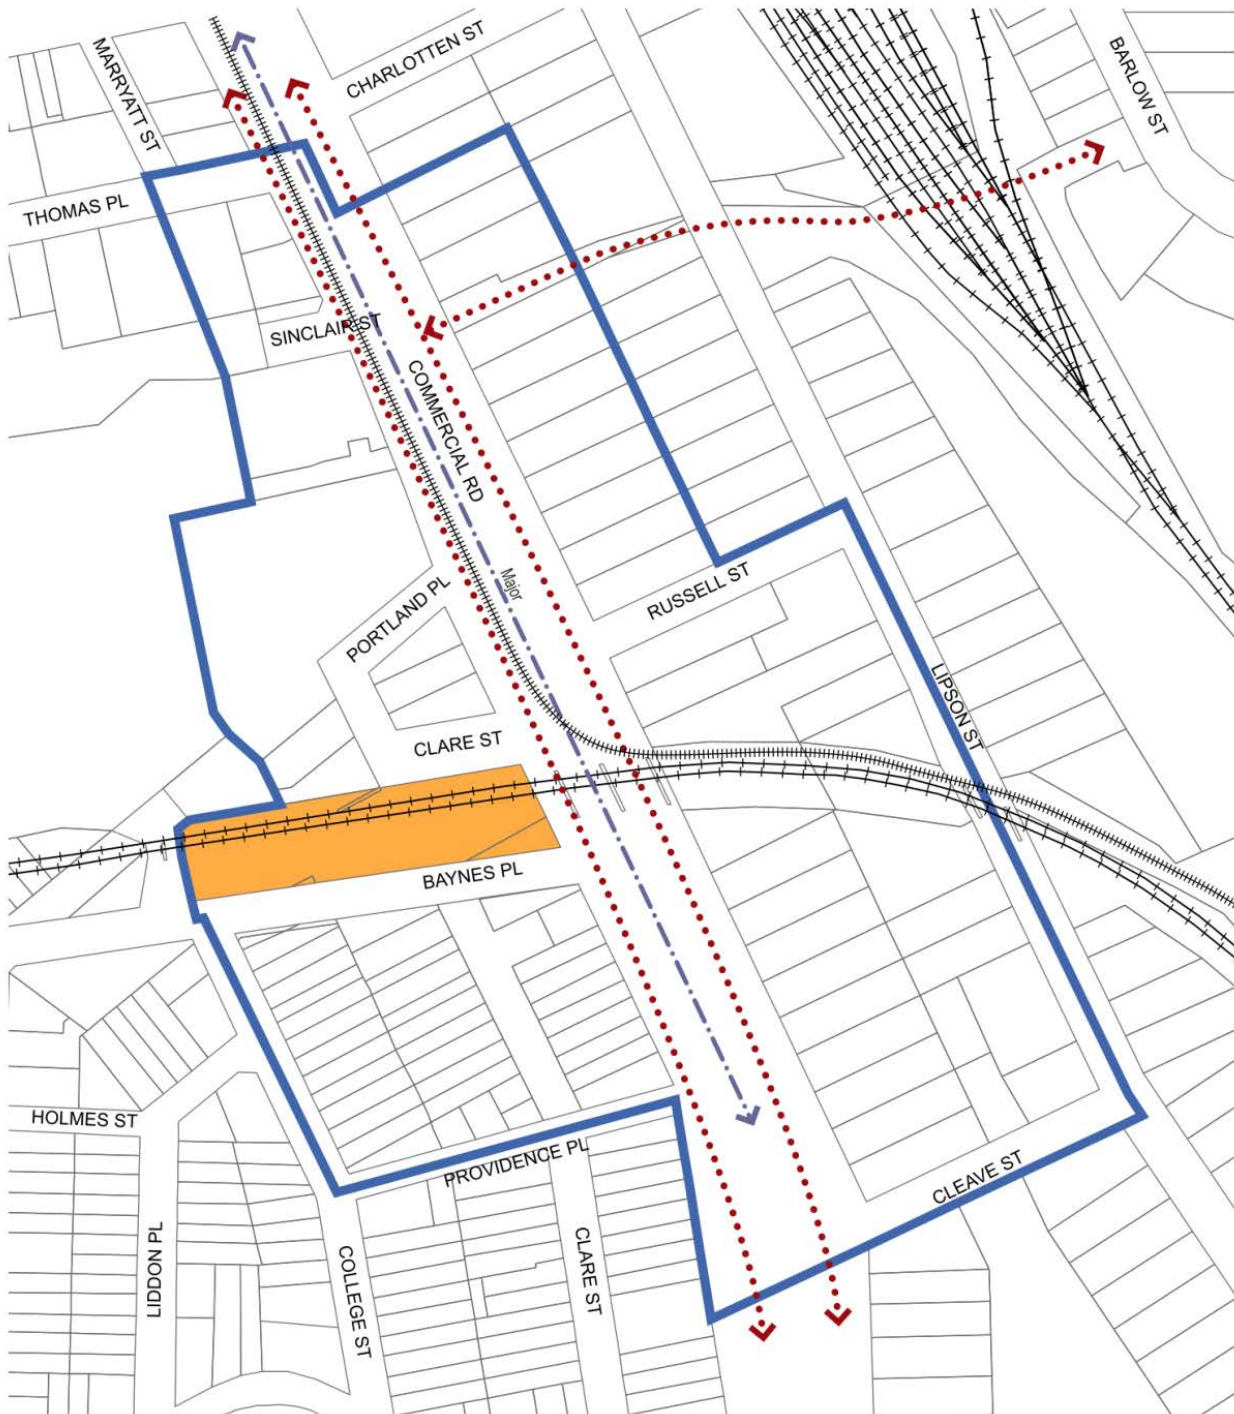 MARRYATT ST
CHARLOTTEN ST
BARLOW ST
THOMAS PL
SINCLAIR ST
COMMERCIAL RD
Major
PORTLAND PL
RUSSELL ST
LIPSON ST
CLARE ST
BAYNES PL
HOLMES ST
PROVIDENCE PL
CLEAVE ST
LIDDON PL
COLLEGE ST
CLARE ST